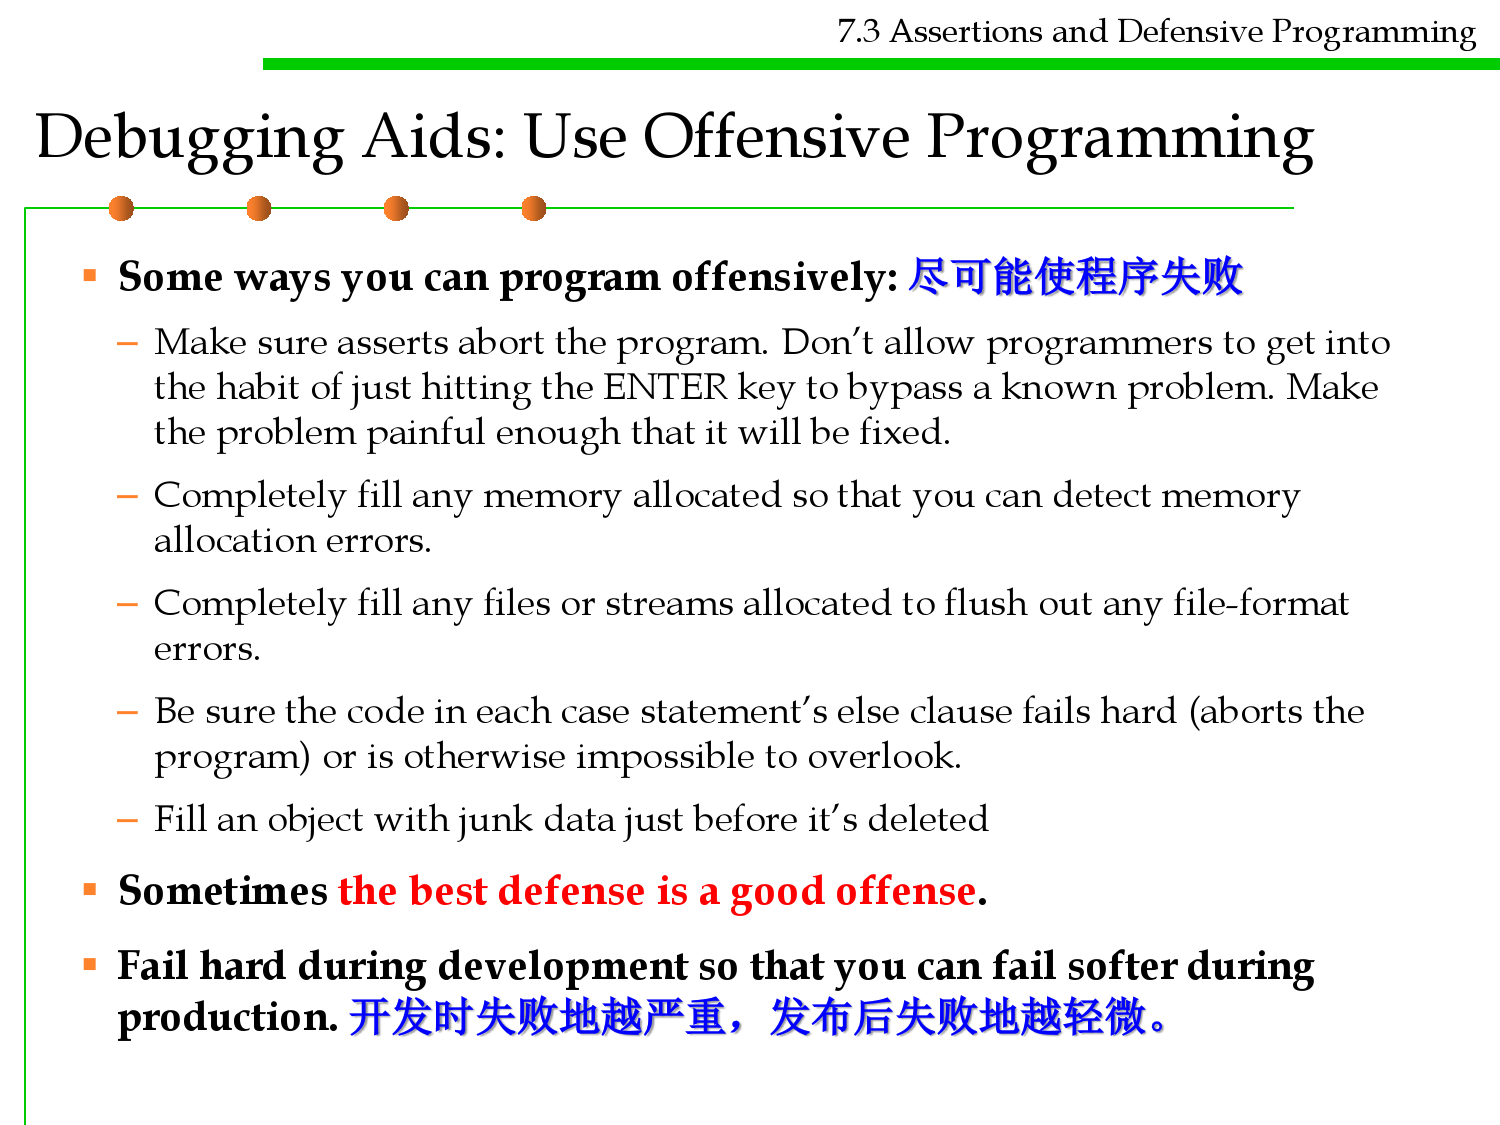 7.3 Assertions and Defensive Programming
Debugging Aids: Use Offensive Programming
Some ways you can program offensively: 尽可能使程序失败
– Make sure asserts abort the program. Don’t allow programmers to get into
the habit of just hitting the ENTER key to bypass a known problem. Make
the problem painful enough that it will be fixed.
– Completely fill any memory allocated so that you can detect memory
allocation errors.
– Completely fill any files or streams allocated to flush out any file-format
errors.
– Be sure the code in each case statement’s else clause fails hard (aborts the
program) or is otherwise impossible to overlook.
– Fill an object with junk data just before it’s deleted
Sometimes the best defense is a good offense.
Fail hard during development so that you can fail softer during
production. 开发时失败地越严重，发布后失败地越轻微。